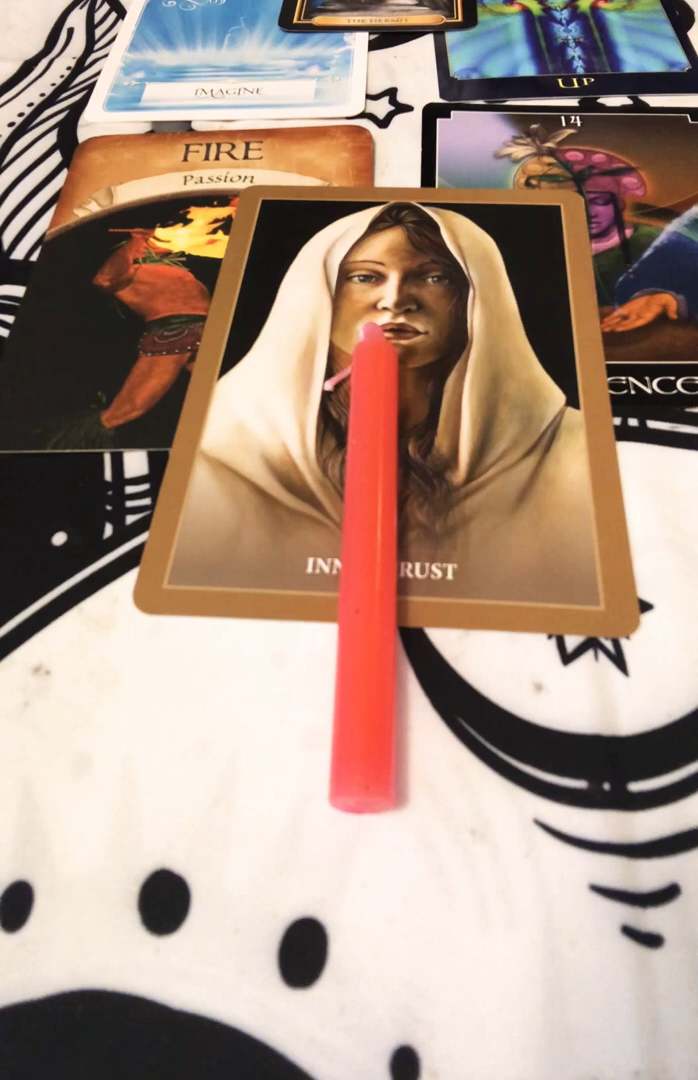 THE HERMIT
IMAGINE
UP
14
FIRE
Passion
ENCE
INN RUST